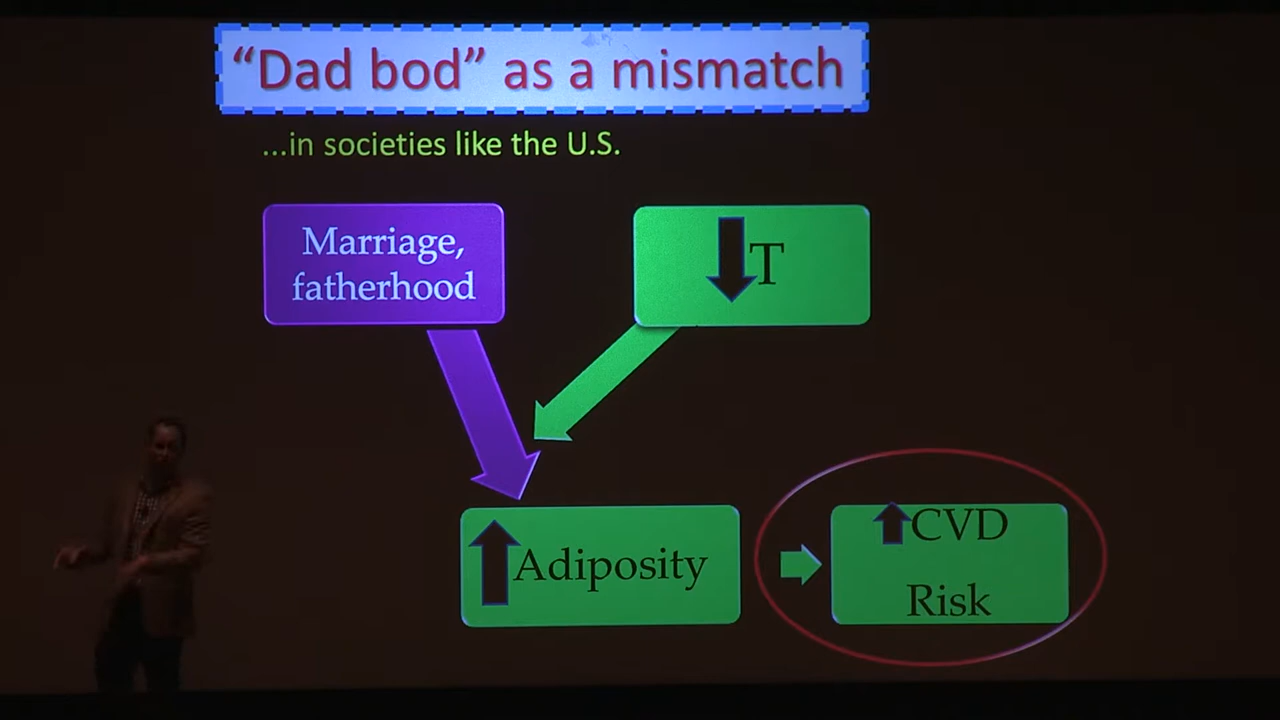 “Dad bod” as a mismatch
...in societies like the U.S.
Marriage,
fatherhood
T
Adiposity
CVD
Risk